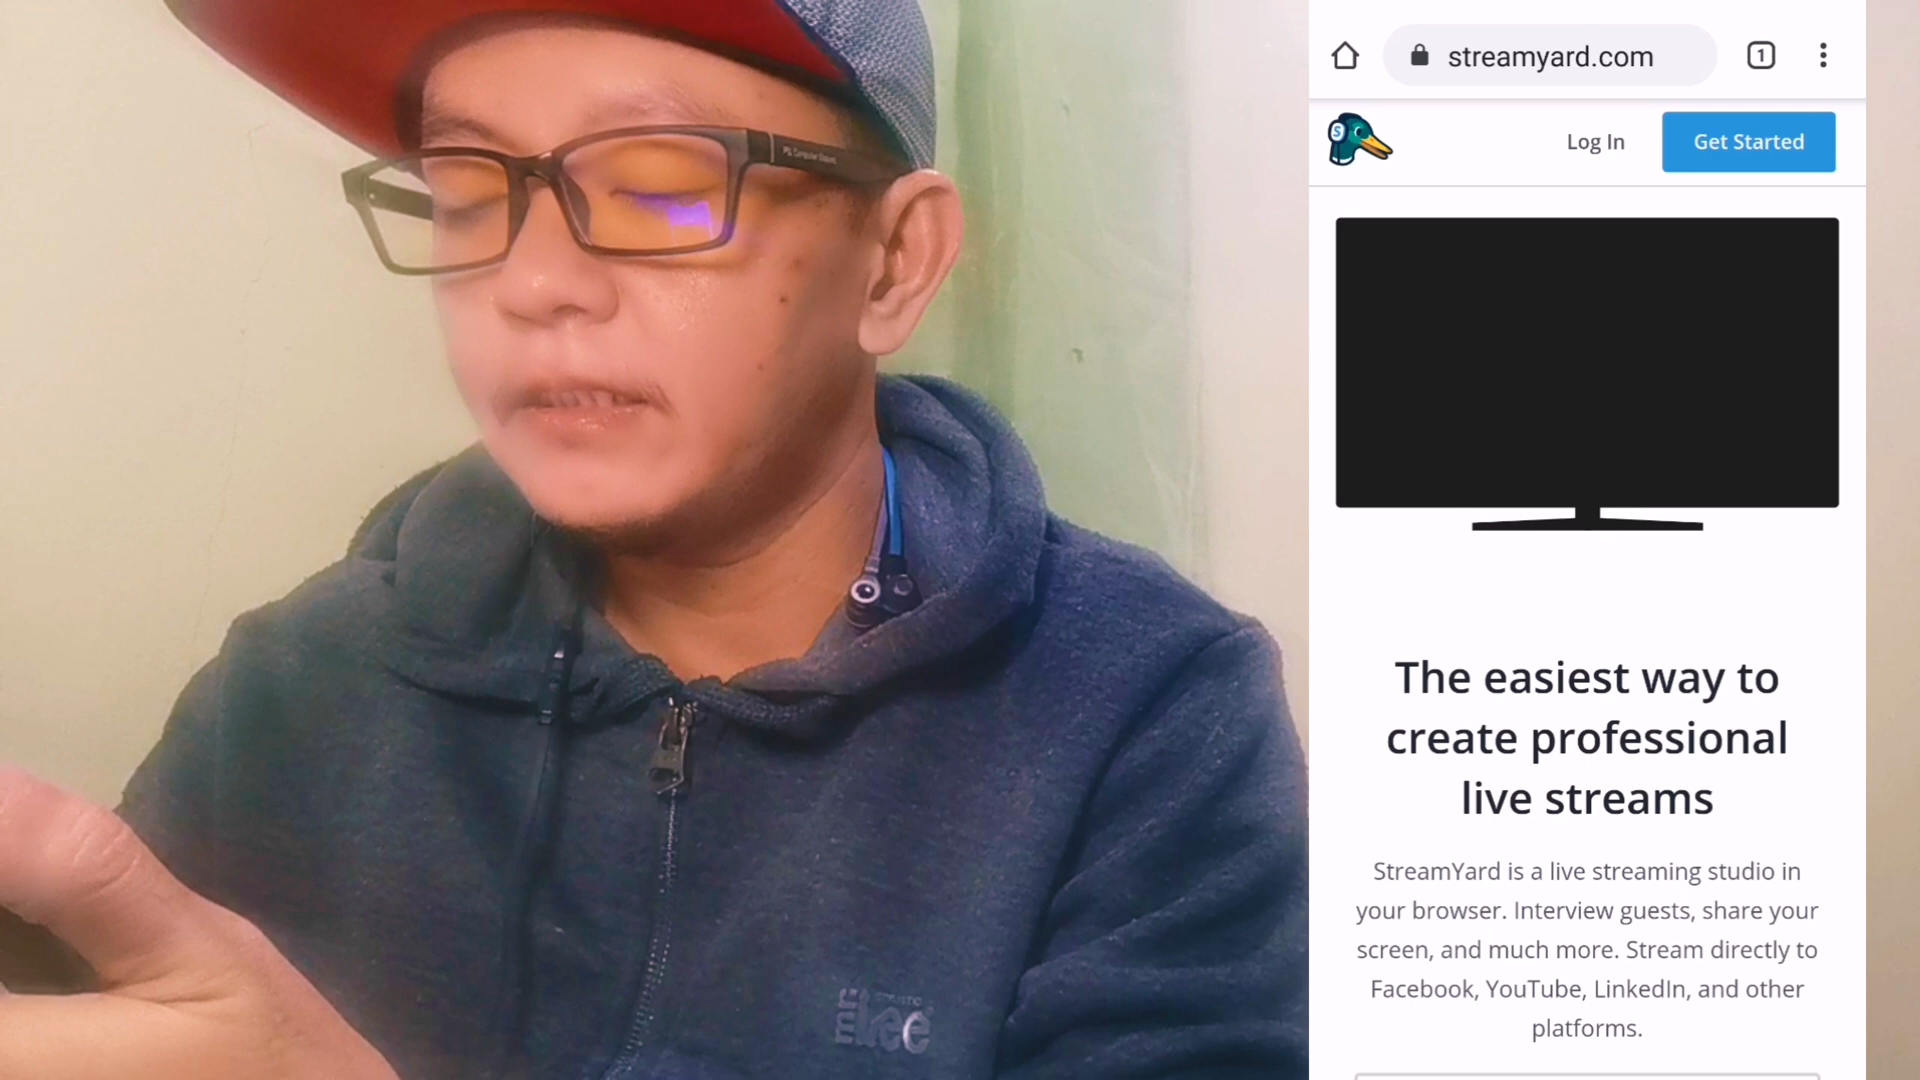 streamyard.com
1
S
Log In
Get Started
The easiest way to
create professional
live streams
StreamYard is a live streaming studio in
your browser. Interview guests, share your
screen, and much more. Stream directly to
Facebook, YouTube, LinkedIn, and other
platforms.